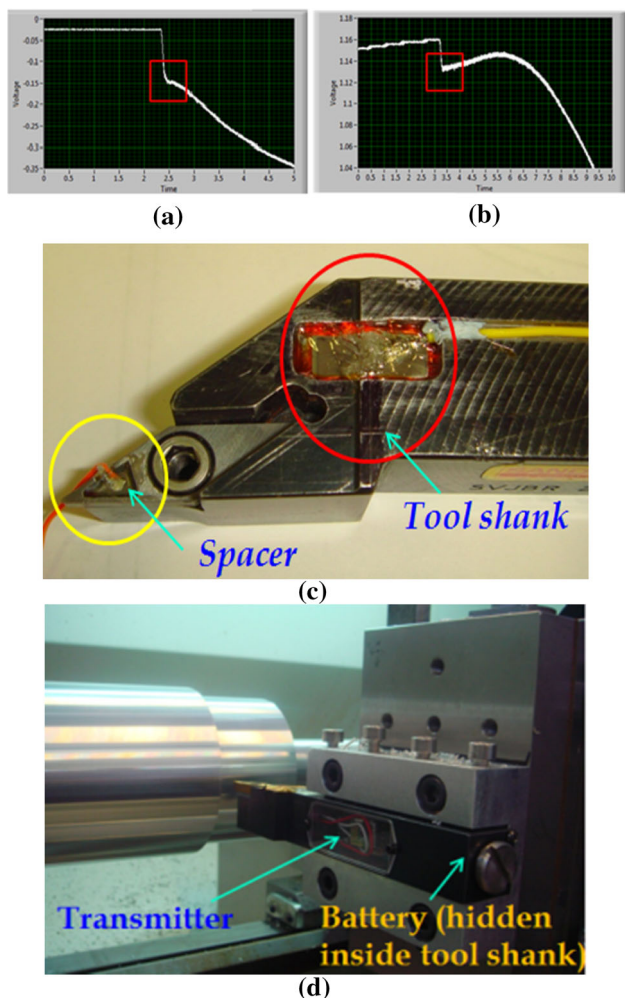 0
-0.05
-0.1
-0.15
-0.2
-0.25
-0.3
-0.35
Voltage
0 0.5 1 1.5 2 2.5 3 3.5 4 4.5 5
Time
1.18
1.16
1.14
1.12
1.1
1.08
1.06
1.04
Voltage
0 0.5 1 1.5 2 2.5 3 3.5 4 4.5 5 5.5 6 6.5 7 7.5 8 8.5 9 9.5 10
Time
(a)
(b)
SVJBR
Tool shank
Spacer
(c)
Transmitter
Battery (hidden
inside tool shank)
(d)